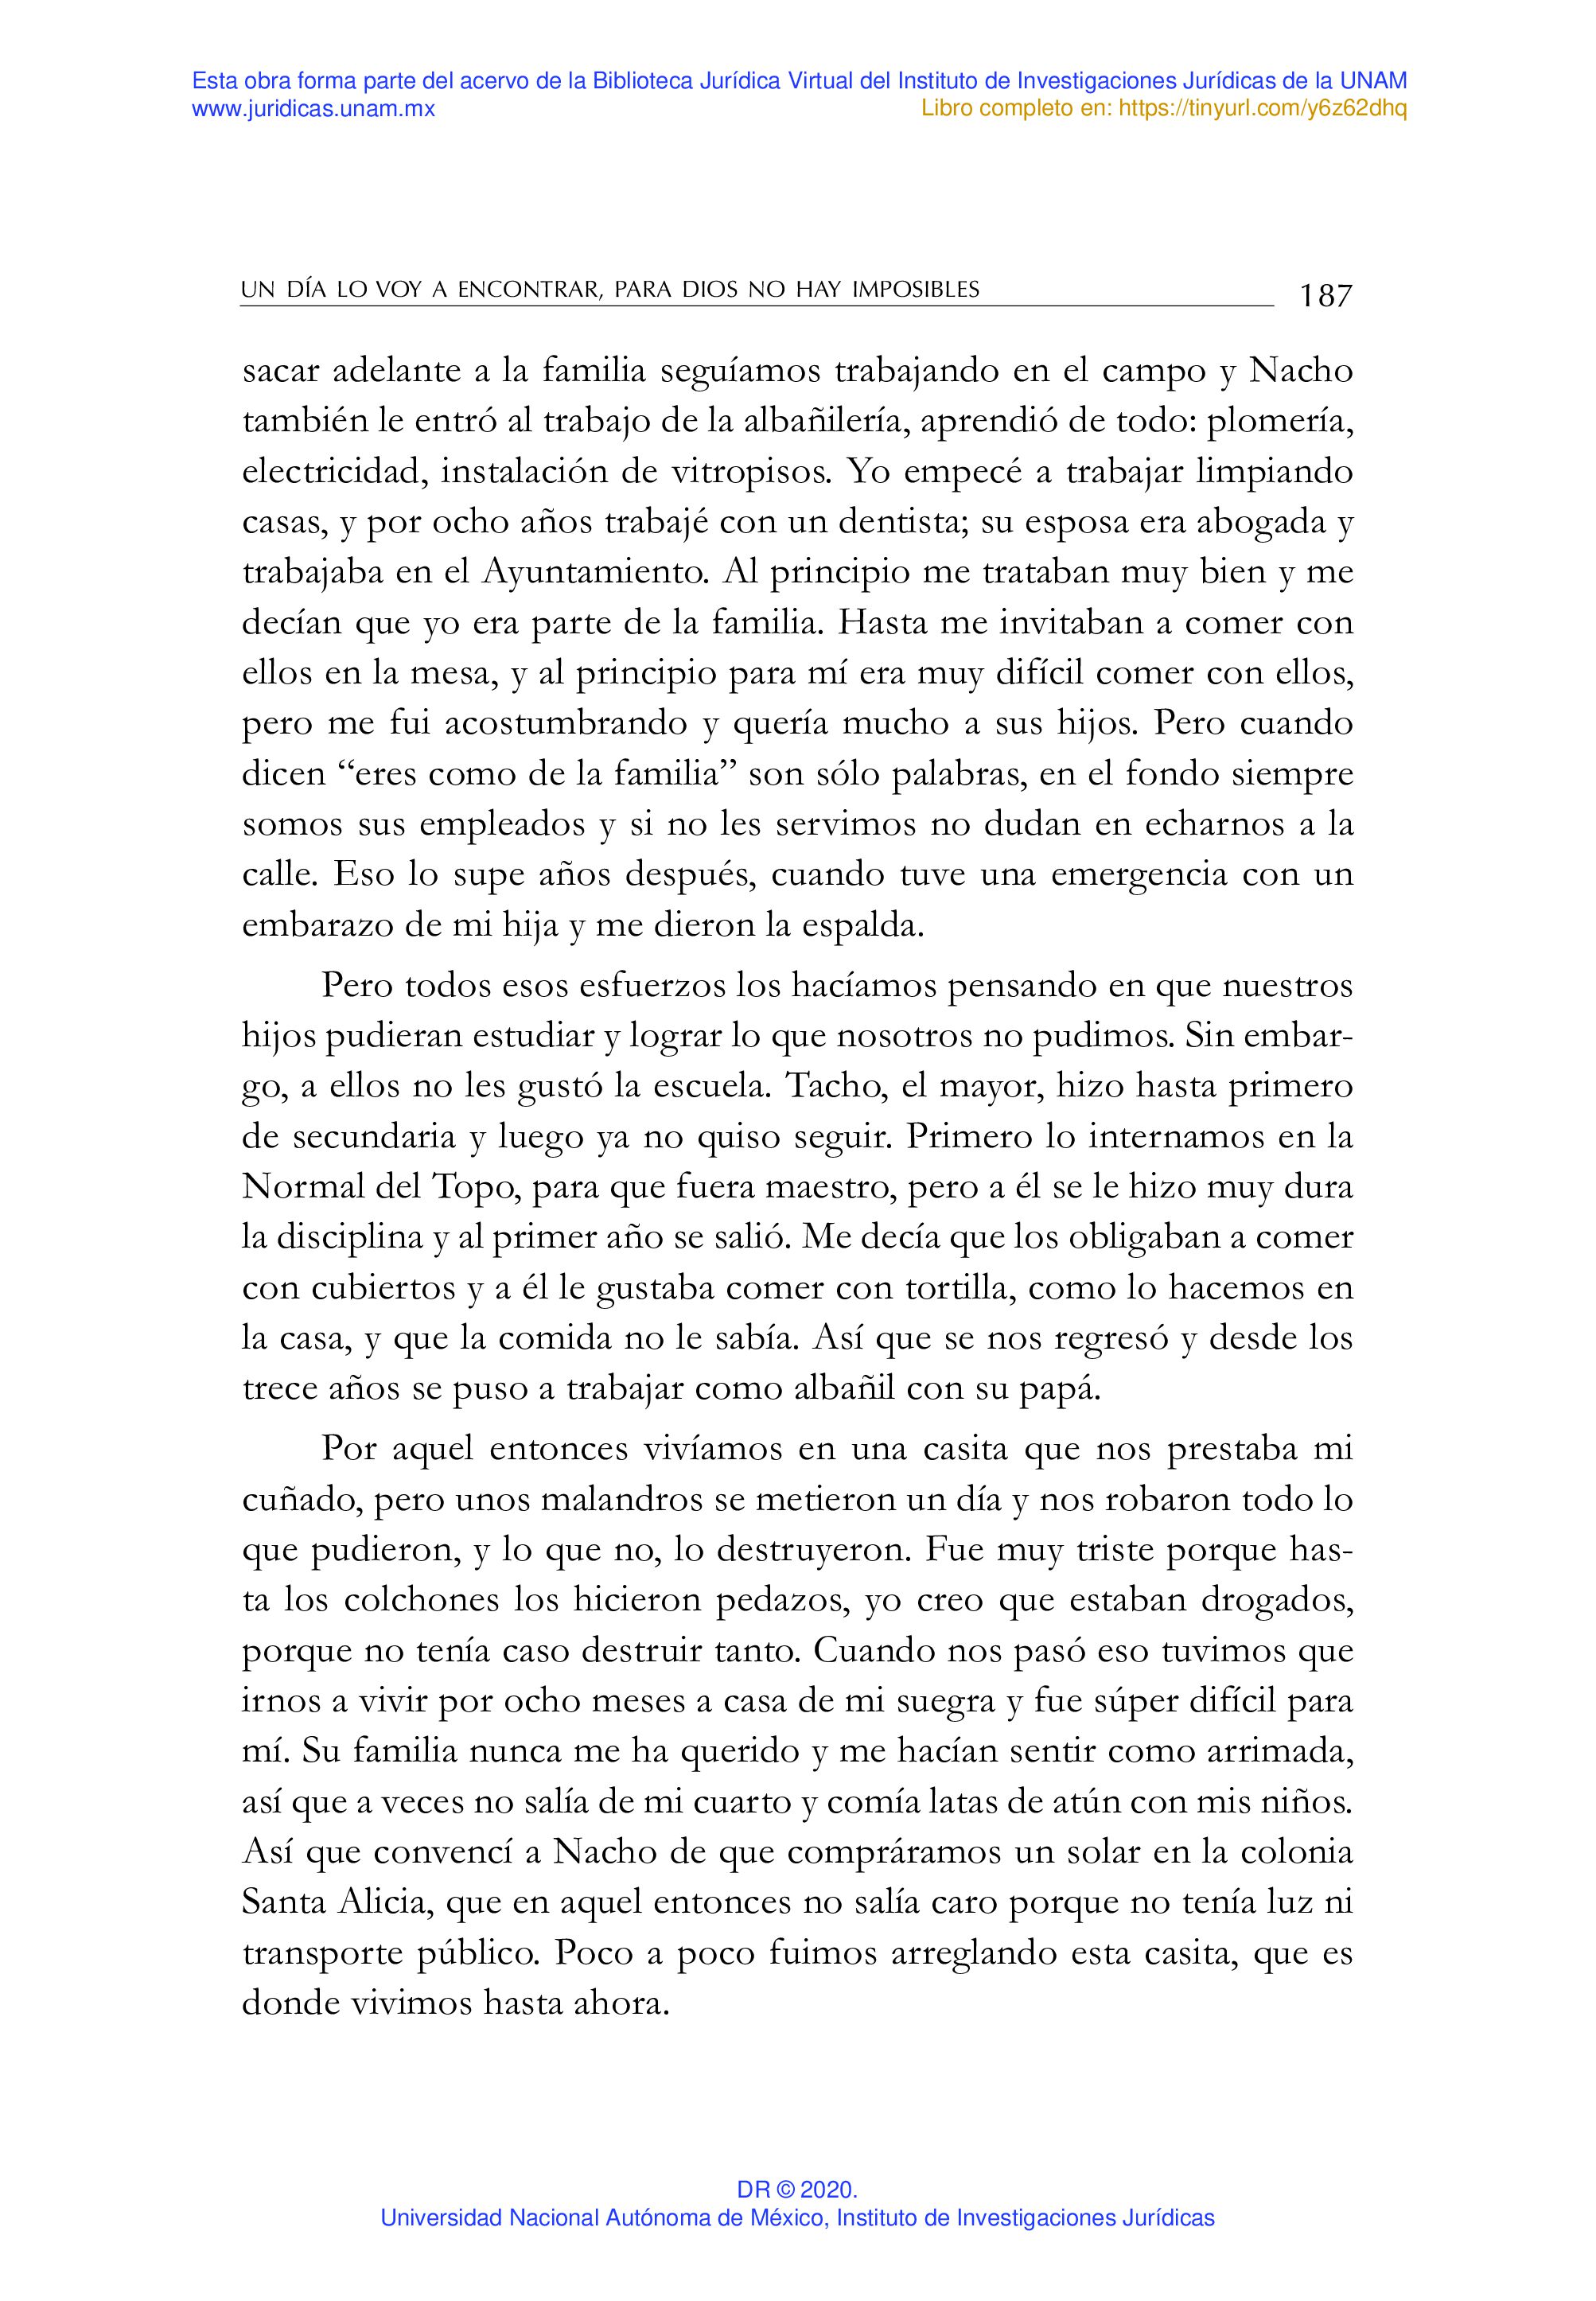 Esta obra forma parte del acervo de la Biblioteca Jurídica Virtual del Instituto de Investigaciones Jurídicas de la UNAM
www.juridicas.unam.mx
Libro completo en: https://tinyurl.com/y6z62dhq
UN DÍA LO VOY A ENCONTRAR, PARA DIOS NO HAY IMPOSIBLES
187
sacar adelante a la familia seguíamos trabajando en el campo y Nacho
también le entró al trabajo de la albañilería, aprendió de todo: plomería,
electricidad, instalación de vitropisos. Yo empecé a trabajar limpiando
casas, y por ocho años trabajé con un dentista; su esposa era abogada y
trabajaba en el Ayuntamiento. Al principio me trataban muy bien y me
decían que yo era parte de la familia. Hasta me invitaban a comer con
ellos en la mesa, y al principio para mí era muy difícil comer con ellos,
pero me fui acostumbrando y quería mucho a sus hijos. Pero cuando
dicen “eres como de la familia” son sólo palabras, en el fondo siempre
somos sus empleados y si no les servimos no dudan en echarnos a la
calle. Eso lo supe años después, cuando tuve una emergencia con un
embarazo de mi hija y me dieron la espalda.
Pero todos esos esfuerzos los hacíamos pensando en que nuestros
hijos pudieran estudiar y lograr lo que nosotros no pudimos. Sin embar-
go, a ellos no les gustó la escuela. Tacho, el mayor, hizo hasta primero
de secundaria y luego ya no quiso seguir. Primero lo internamos en la
Normal del Topo, para que fuera maestro, pero a él se le hizo muy dura
la disciplina y al primer año se salió. Me decía que los obligaban a comer
con cubiertos y a él le gustaba comer con tortilla, como lo hacemos en
la casa, y que la comida no le sabía. Así que se nos regresó y desde los
trece años se puso a trabajar como albañil con su papá.
Por aquel entonces vivíamos en una casita que nos prestaba mi
cuñado, pero unos malandros se metieron un día y nos robaron todo lo
que pudieron, y lo que no, lo destruyeron. Fue muy triste porque has-
ta los colchones los hicieron pedazos, yo creo que estaban drogados,
porque no tenía caso destruir tanto. Cuando nos pasó eso tuvimos que
irnos a vivir por ocho meses a casa de mi suegra y fue súper difícil para
mí. Su familia nunca me ha querido y me hacían sentir como arrimada,
así que a veces no salía de mi cuarto y comía latas de atún con mis niños.
Así que convencí a Nacho de que compráramos un solar en la colonia
Santa Alicia, que en aquel entonces no salía caro porque no tenía luz ni
transporte público. Poco a poco fuimos arreglando esta casita, que es
donde vivimos hasta ahora.
DR © 2020.
Universidad Nacional Autónoma de México, Instituto de Investigaciones Jurídicas